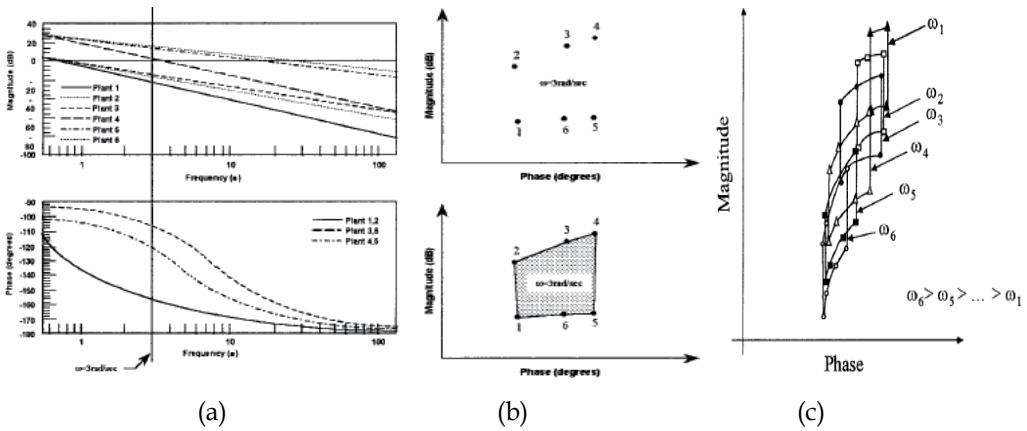 40
20
0
-100
Magnitude (dB)
Plant 1
Plant 2
Plant 3
Plant 4
Plant 5
Plant 6
1
10
100
Frequency (ω)
-90
-100
-110
-120
-130
-140
-150
-160
-170
-180
Phase (degrees)
Plant 1,2
Plant 3,6
Plant 4,5
1
10
100
Frequency (ω)
ω=3rad/sec
(a)
Magnitude (dB)
2
3
4
ω=3rad/sec
1
6
5
Phase (degrees)
Magnitude (dB)
2
3
4
ω=3rad/sec
1
6
5
Phase (degrees)
(b)
Magnitude
ω1
ω2
ω3
ω4
ω5
ω6
ω6 > ω5 > ... > ω1
Phase
(c)